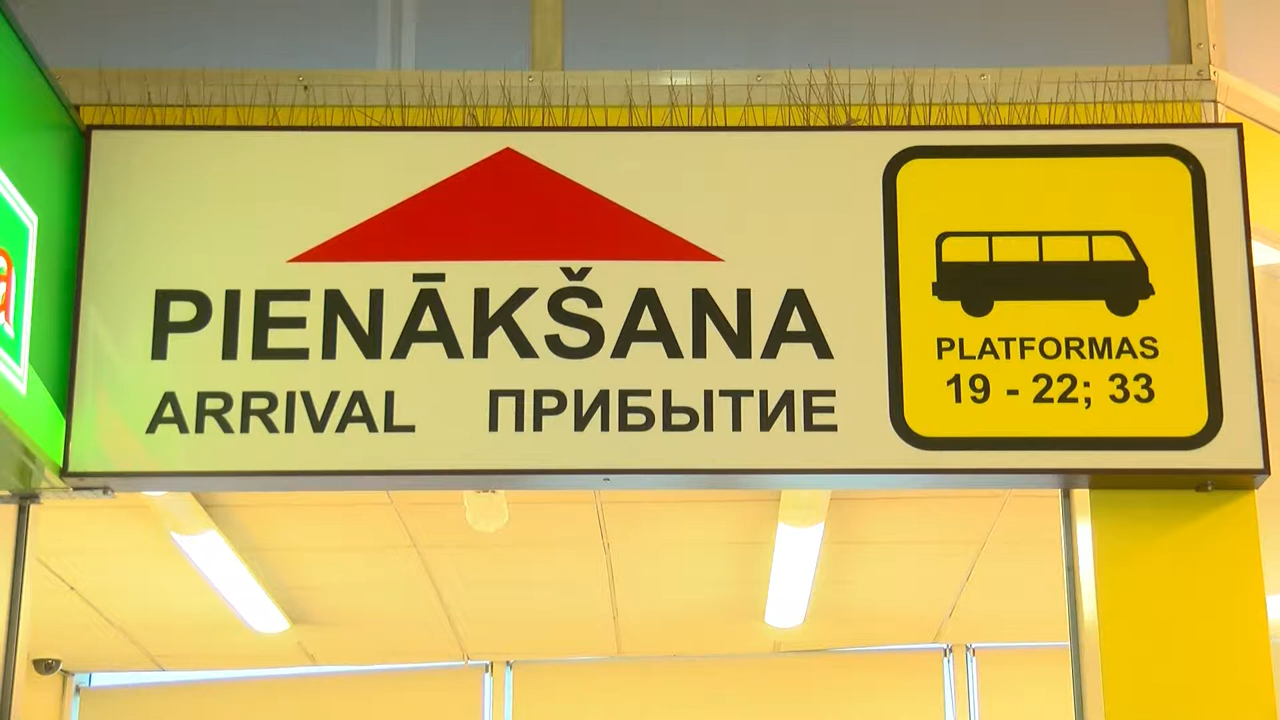 PIENĀKŠANA
ARRIVAL ПРИБЫТИЕ
PLATFORMAS
19 - 22; 33